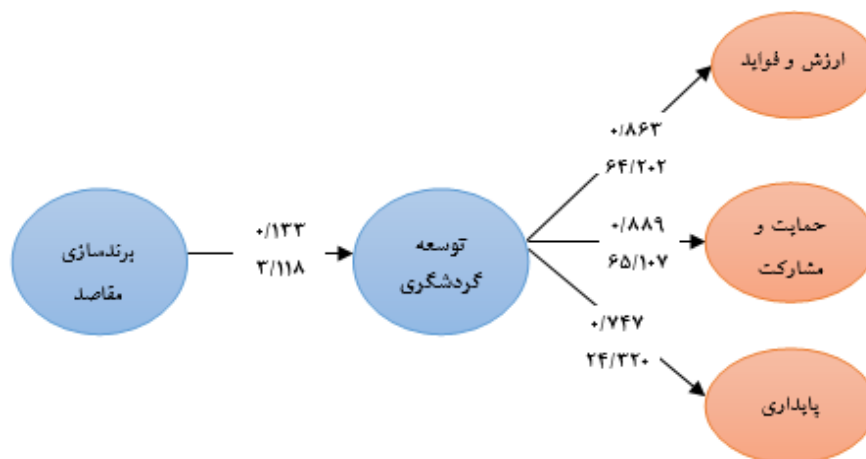 ارزش و فواید
۰/۸۶۳
۶۴/۲۰۲
۰/۸۸۹
۶۵/۱۰۷
حمایت و
مشارکت
توسعه
گردشگری
۰/۱۳۳
۳/۱۱۸
برندسازی
مقاصد
۰/۷۴۷
۲۴/۳۲۰
پایداری